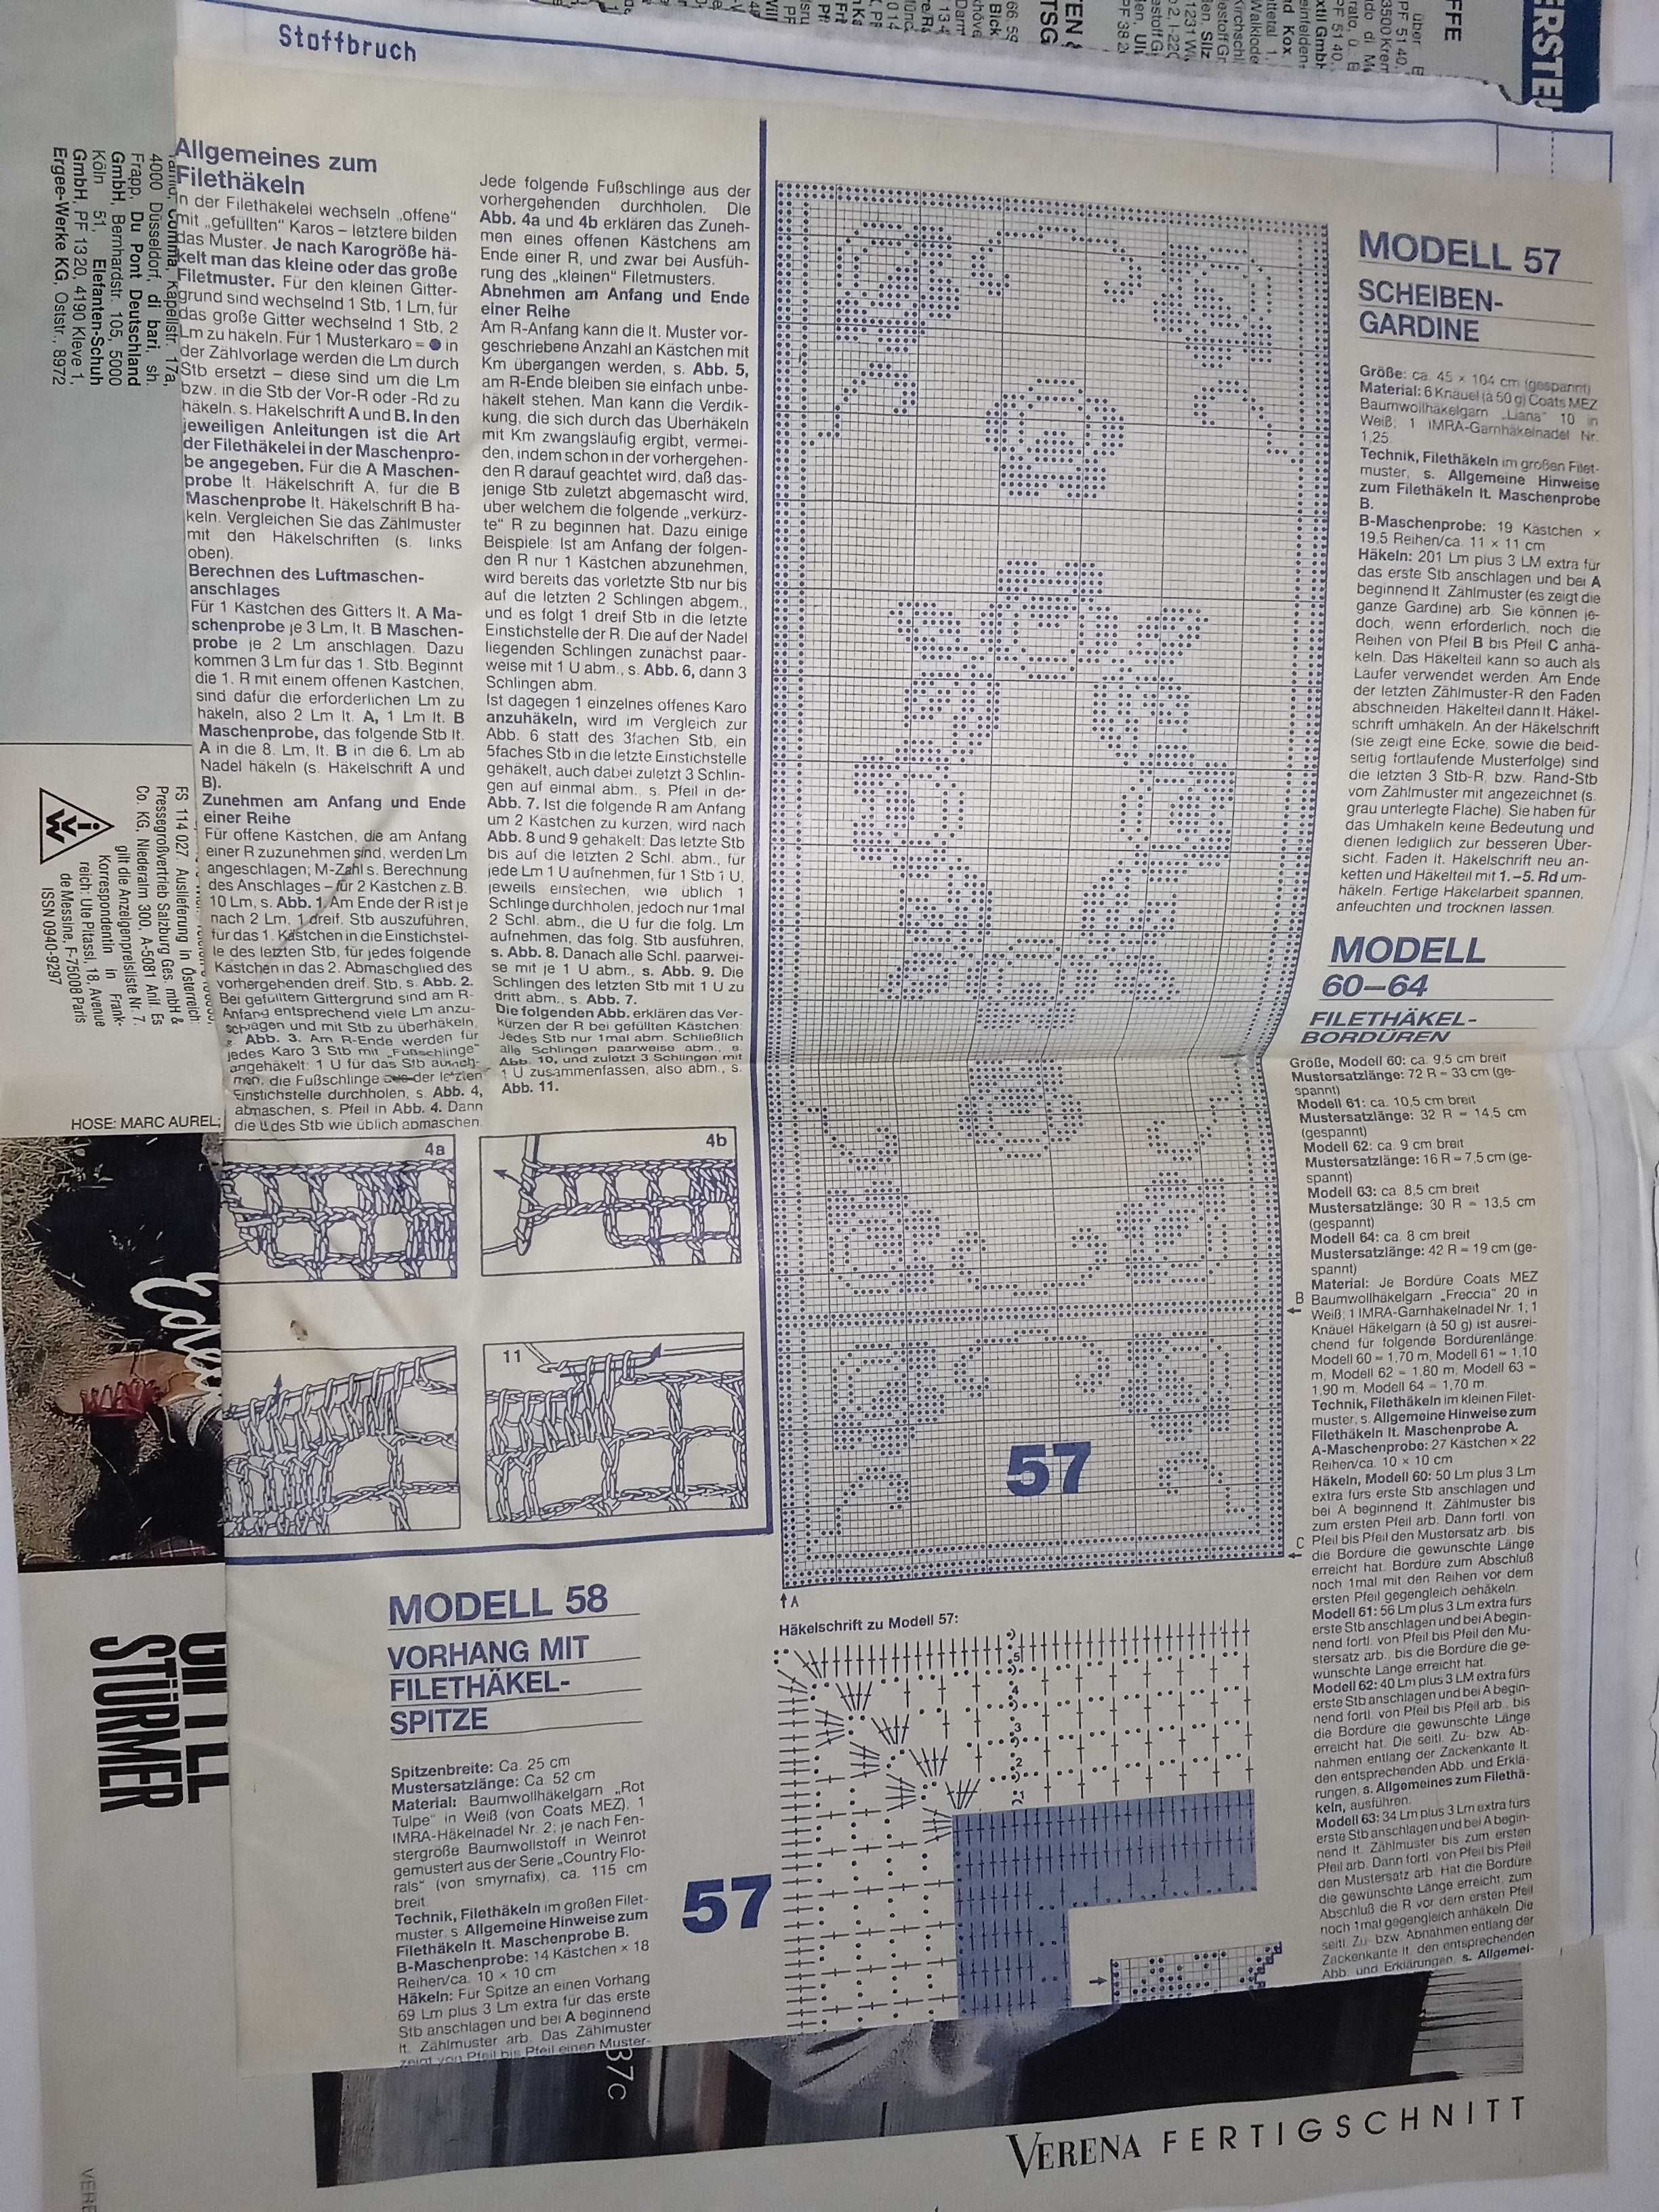 Stoffbruch
Allgemeines zum
Filethäkeln
In der Filethäkelei wechseln „offene“
mit „gefüllten“ Karos – letztere bilden
das Muster. Je nach Karogröße hä-
kelt man das kleine oder das große
Filetmuster. Für den kleinen Gitter-
grund sind wechselnd 1 Stb, 1 Lm, für
das große Gitter wechselnd 1 Stb, 2
Lm zu häkeln. Für 1 Musterkaro = ● in
der Zählvorlage werden die Lm durch
Stb ersetzt – diese sind um die Lm
bzw. in die Stb der Vor-R oder -Rd zu
häkeln, s. Häkelschrift A und B. In den
jeweiligen Anleitungen ist die Art
der Filethäkelei in der Maschenpro-
be angegeben. Für die A Maschen-
probe lt. Häkelschrift A, für die B
Maschenprobe lt. Häkelschrift B hä-
keln. Vergleichen Sie das Zählmuster
mit den Häkelschriften (s. links
oben).
Berechnen des Luftmaschen-
anschlages
Für 1 Kästchen des Gitters lt. A Ma-
schenprobe je 3 Lm, lt. B Maschen-
probe je 2 Lm anschlagen. Dazu
kommen 3 Lm für das 1. Stb. Beginnt
die 1. R mit einem offenen Kästchen,
sind dafür die erforderlichen Lm zu
häkeln, also 2 Lm lt. A, 1 Lm lt. B
Maschenprobe, das folgende Stb lt.
A in die 8. Lm, lt. B in die 6. Lm ab
Nadel häkeln (s. Häkelschrift A und
B).
Zunehmen am Anfang und Ende
einer Reihe
Für offene Kästchen, die am Anfang
einer R zuzunehmen sind, werden Lm
angeschlagen; M-Zahl s. Berechnung
des Anschlages – für 2 Kästchen z. B.
10 Lm, s. Abb. 1. Am Ende der R ist je
nach 2 Lm, 1 dreif. Stb auszuführen,
für das 1. Kästchen in die Einstichstel-
le des letzten Stb, für jedes folgende
Kästchen in das 2. Abmaschglied des
vorhergehenden dreif. Stb, s. Abb. 2.
Bei gefülltem Gittergrund sind am R-
Anfang entsprechend viele Lm anzu-
schlagen und mit Stb zu überhäkeln,
s. Abb. 3. Am R-Ende werden für
jedes Karo 3 Stb mit „Fußschlinge“
angehäkelt: 1 U für das Stb aufneh-
men, die Fußschlinge aus der letzten
Einstichstelle durchholen, s. Abb. 4,
abmaschen, s. Pfeil in Abb. 4. Dann
die U des Stb wie üblich abmaschen.
Jede folgende Fußschlinge aus der
vorhergehenden durchholen. Die
Abb. 4a und 4b erklären das Zuneh-
men eines offenen Kästchens am
Ende einer R, und zwar bei Ausfüh-
rung des „kleinen“ Filetmusters.
Abnehmen am Anfang und Ende
einer Reihe
Am R-Anfang kann die lt. Muster vor-
geschriebene Anzahl an Kästchen mit
Km übergangen werden, s. Abb. 5,
am R-Ende bleiben sie einfach unbe-
häkelt stehen. Man kann die Verdik-
kung, die sich durch das Überhäkeln
mit Km zwangsläufig ergibt, vermei-
den, indem schon in der vorhergehen-
den R darauf geachtet wird, daß das-
jenige Stb zuletzt abgemascht wird,
über welchem die folgende „verkürz-
te“ R zu beginnen hat. Dazu einige
Beispiele: Ist am Anfang der folgen-
den R nur 1 Kästchen abzunehmen,
wird bereits das vorletzte Stb nur bis
auf die letzten 2 Schlingen abgem.,
und es folgt 1 dreif Stb in die letzte
Einstichstelle der R. Die auf der Nadel
liegenden Schlingen zunächst paar-
weise mit 1 U abm., s. Abb. 6, dann 3
Schlingen abm.
Ist dagegen 1 einzelnes offenes Karo
anzuhäkeln, wird im Vergleich zur
Abb. 6 statt des 3fachen Stb, ein
5faches Stb in die letzte Einstichstelle
gehäkelt, auch dabei zuletzt 3 Schlin-
gen auf einmal abm., s. Pfeil in der
Abb. 7. Ist die folgende R am Anfang
um 2 Kästchen zu kürzen, wird nach
Abb. 8 und 9 gehäkelt: Das letzte Stb
bis auf die letzten 2 Schl. abm., für
jede Lm 1 U aufnehmen, für 1 Stb 1 U,
jeweils einstechen, wie üblich 1
Schlinge durchholen, jedoch nur 1mal
2 Schl. abm., die U für die folg. Lm
aufnehmen, das folg. Stb ausführen,
s. Abb. 8. Danach alle Schl. paarwei-
se mit je 1 U abm., s. Abb. 9. Die
Schlingen des letzten Stb mit 1 U zu
dritt abm., s. Abb. 7.
Die folgenden Abb. erklären das Ver-
kürzen der R bei gefüllten Kästchen:
Jedes Stb nur 1mal abm. Schließlich
alle Schlingen paarweise abm., s.
Abb. 10, und zuletzt 3 Schlingen mit
1 U zusammenfassen, also abm., s.
Abb. 11.
4a
4b
11
MODELL 58
VORHANG MIT
FILETHÄKEL-
SPITZE
Spitzenbreite: Ca. 25 cm
Mustersatzlänge: Ca. 52 cm
Material: Baumwollhäkelgarn „Rot
Tulpe“ in Weiß (von Coats MEZ), 1
IMRA-Häkelnadel Nr. 2; je nach Fen-
stergröße Baumwollstoff in Weinrot
gemustert aus der Serie „Country Flo-
rals“ (von smyrnafix), ca. 115 cm
breit.
Technik, Filethäkeln im großen Filet-
muster, s. Allgemeine Hinweise zum
Filethäkeln lt. Maschenprobe B.
B-Maschenprobe: 14 Kästchen × 18
Reihen/ca. 10 × 10 cm
Häkeln: Für Spitze an einen Vorhang
69 Lm plus 3 Lm extra für das erste
Stb anschlagen und bei A beginnend
lt. Zählmuster arb. Das Zählmuster
zeigt von Pfeil bis Pfeil einen Muster-
57
B
C
A
Häkelschrift zu Modell 57:
5
4
3
2
1
57
MODELL 57
SCHEIBEN-
GARDINE
Größe: ca. 45 × 104 cm (gespannt)
Material: 6 Knäuel (à 50 g) Coats MEZ
Baumwollhäkelgarn „Liana“ 10 in
Weiß; 1 IMRA-Garnhäkelnadel Nr.
1,25
Technik, Filethäkeln im großen Filet-
muster, s. Allgemeine Hinweise
zum Filethäkeln lt. Maschenprobe
B.
B-Maschenprobe: 19 Kästchen ×
19,5 Reihen/ca. 11 × 11 cm
Häkeln: 201 Lm plus 3 LM extra für
das erste Stb anschlagen und bei A
beginnend lt. Zählmuster (es zeigt die
ganze Gardine) arb. Sie können je-
doch, wenn erforderlich, noch die
Reihen von Pfeil B bis Pfeil C anhä-
keln. Das Häkelteil kann so auch als
Läufer verwendet werden. Am Ende
der letzten Zählmuster-R den Faden
abschneiden. Häkelteil dann lt. Häkel-
schrift umhäkeln. An der Häkelschrift
(sie zeigt eine Ecke, sowie die beid-
seitig fortlaufende Musterfolge) sind
die letzten 3 Stb-R, bzw. Rand-Stb
vom Zählmuster mit angezeichnet (s.
grau unterlegte Fläche). Sie haben für
das Umhäkeln keine Bedeutung und
dienen lediglich zur besseren Über-
sicht. Faden lt. Häkelschrift neu an-
ketten und Häkelteil mit 1.–5. Rd um-
häkeln. Fertige Häkelarbeit spannen,
anfeuchten und trocknen lassen.
MODELL
60–64
FILETHÄKEL-
BORDÜREN
Größe, Modell 60: ca. 9,5 cm breit
Mustersatzlänge: 72 R = 33 cm (ge-
spannt)
Modell 61: ca. 10,5 cm breit
Mustersatzlänge: 32 R = 14,5 cm
(gespannt)
Modell 62: ca. 9 cm breit
Mustersatzlänge: 16 R = 7,5 cm (ge-
spannt)
Modell 63: ca 8,5 cm breit
Mustersatzlänge: 30 R = 13,5 cm
(gespannt)
Modell 64: ca. 8 cm breit
Mustersatzlänge: 42 R = 19 cm (ge-
spannt)
Material: Je Bordüre Coats MEZ
Baumwollhäkelgarn „Freccia“ 20 in
Weiß; 1 IMRA-Garnhäkelnadel Nr. 1, 1
Knäuel Häkelgarn (à 50 g) ist ausrei-
chend für folgende Bordürenlänge:
Modell 60 = 1,70 m, Modell 61 = 1,10
m, Modell 62 = 1,80 m, Modell 63 =
1,90 m, Modell 64 = 1,70 m.
Technik, Filethäkeln im kleinen Filet-
muster, s. Allgemeine Hinweise zum
Filethäkeln lt. Maschenprobe A.
A-Maschenprobe: 27 Kästchen × 22
Reihen/ca. 10 × 10 cm
Häkeln, Modell 60: 50 Lm plus 3 Lm
extra fürs erste Stb anschlagen und
bei A beginnend lt. Zählmuster bis
zum ersten Pfeil arb. Dann fortl. von
Pfeil bis Pfeil den Mustersatz arb., bis
die Bordüre die gewünschte Länge
erreicht hat. Bordüre zum Abschluß
noch 1mal mit den Reihen vor dem
ersten Pfeil gegengleich behäkeln.
Modell 61: 56 Lm plus 3 Lm extra fürs
erste Stb anschlagen und bei A begin-
nend fortl. von Pfeil bis Pfeil den Mu-
stersatz arb., bis die Bordüre die ge-
wünschte Länge erreicht hat.
Modell 62: 40 Lm plus 3 LM extra fürs
erste Stb anschlagen und bei A begin-
nend fortl. von Pfeil bis Pfeil arb., bis
die Bordüre die gewünschte Länge
erreicht hat. Die seitl. Zu- bzw. Ab-
nahmen entlang der Zackenkante lt.
den entsprechenden Abb. und Erklä-
rungen, s. Allgemeines zum Filethä-
keln, ausführen.
Modell 63: 34 Lm plus 3 Lm extra fürs
erste Stb anschlagen und bei A begin-
nend lt. Zählmuster bis zum ersten
Pfeil arb. Dann fortl. von Pfeil bis Pfeil
den Mustersatz arb. Hat die Bordüre
die gewünschte Länge erreicht, zum
Abschluß die R vor dem ersten Pfeil
noch 1mal gegengleich anhäkeln. Die
seitl. Zu- bzw. Abnahmen entlang der
Zackenkante lt. den entsprechenden
Abb. und Erklärungen, s. Allgemei-
Kapellstr. 17a,
4000 Düsseldorf, di bari, sh.
Frapp, Du Pont Deutschland
GmbH, Bernhardstr. 105, 5000
Köln 51, Elefanten-Schuh
GmbH, PF 1320, 4190 Kleve 1,
Ergee-Werke KG, Oststr., 8972
FS 114 027. Auslieferung in Österreich:
Pressegroßvertrieb Salzburg Ges. mbH &
Co. KG, Niederalm 300, A-5081 Anif. Es
gilt die Anzeigenpreisliste Nr. 7.
Korrespondentin in Frank-
reich: Ute Pitassi, 18, Avenue
de Messine, F-75008 Paris
ISSN 0940-9297
HOSE: MARC AUREL;
STÜRMER
37c
VERENA FERTIGSCHNITT